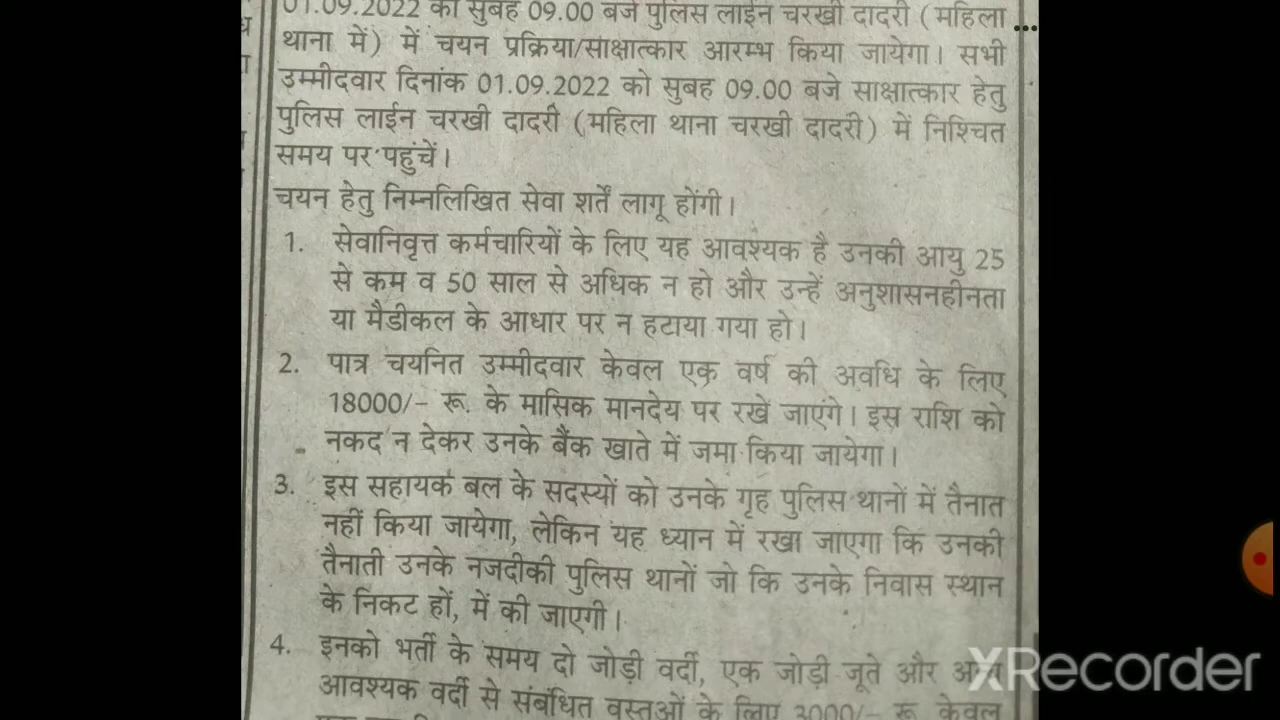 01.09.2022 को सुबह 09.00 बजे पुलिस लाईन चरखी दादरी (महिला
थाना में) में चयन प्रक्रिया/साक्षात्कार आरम्भ किया जायेगा। सभी
उम्मीदवार दिनांक 01.09.2022 को सुबह 09.00 बजे साक्षात्कार हेतु
पुलिस लाईन चरखी दादरी (महिला थाना चरखी दादरी) में निश्चित
समय पर पहुंचें।
चयन हेतु निम्नलिखित सेवा शर्तें लागू होंगी।
1. सेवानिवृत्त कर्मचारियों के लिए यह आवश्यक है उनकी आयु 25
से कम व 50 साल से अधिक न हो और उन्हें अनुशासनहीनता
या मैडीकल के आधार पर न हटाया गया हो।
2. पात्र चयनित उम्मीदवार केवल एक वर्ष की अवधि के लिए
18000/- रू. के मासिक मानदेय पर रखे जाएंगे। इस राशि को
नकद न देकर उनके बैंक खाते में जमा किया जायेगा।
3. इस सहायक बल के सदस्यों को उनके गृह पुलिस थानों में तैनात
नहीं किया जायेगा, लेकिन यह ध्यान में रखा जाएगा कि उनकी
तैनाती उनके नजदीकी पुलिस थानों जो कि उनके निवास स्थान
के निकट हों, में की जाएगी।
4. इनको भर्ती के समय दो जोड़ी वर्दी, एक जोड़ी जूते और
आवश्यक वर्दी से संबंधित वस्तुओं के लिए 3000/- रू. केवल
XRecorder